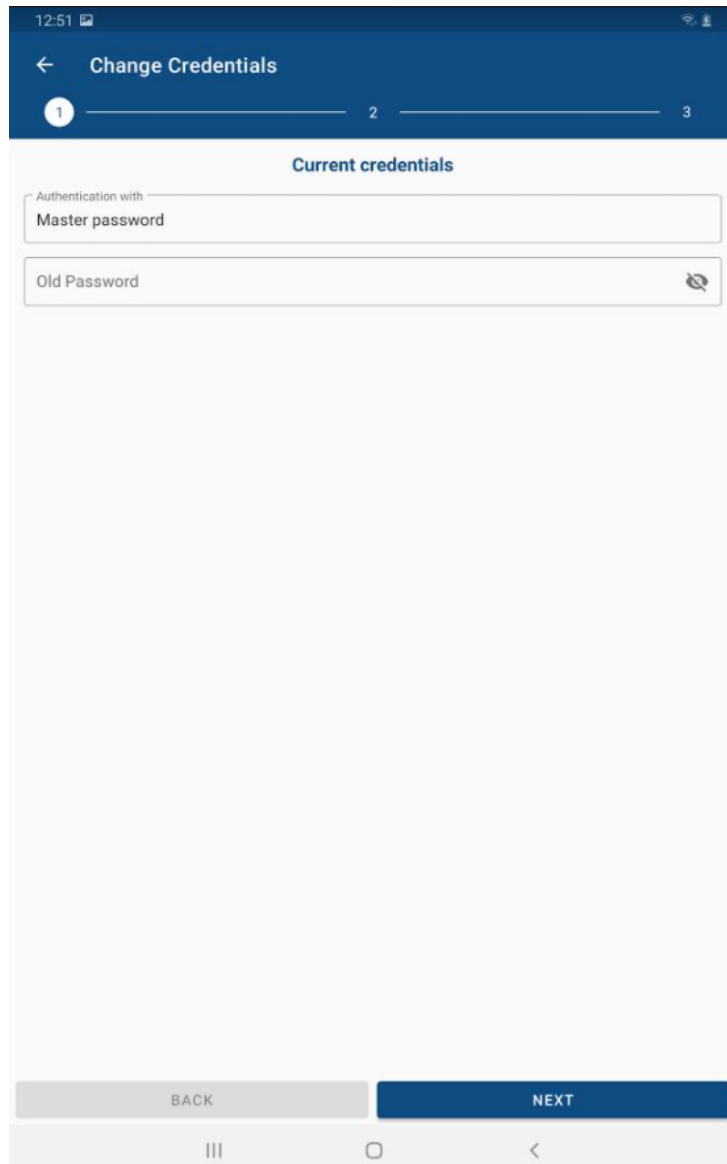 12:51
Change Credentials
1 2 3
Current credentials
Authentication with
Master password
Old Password
BACK NEXT